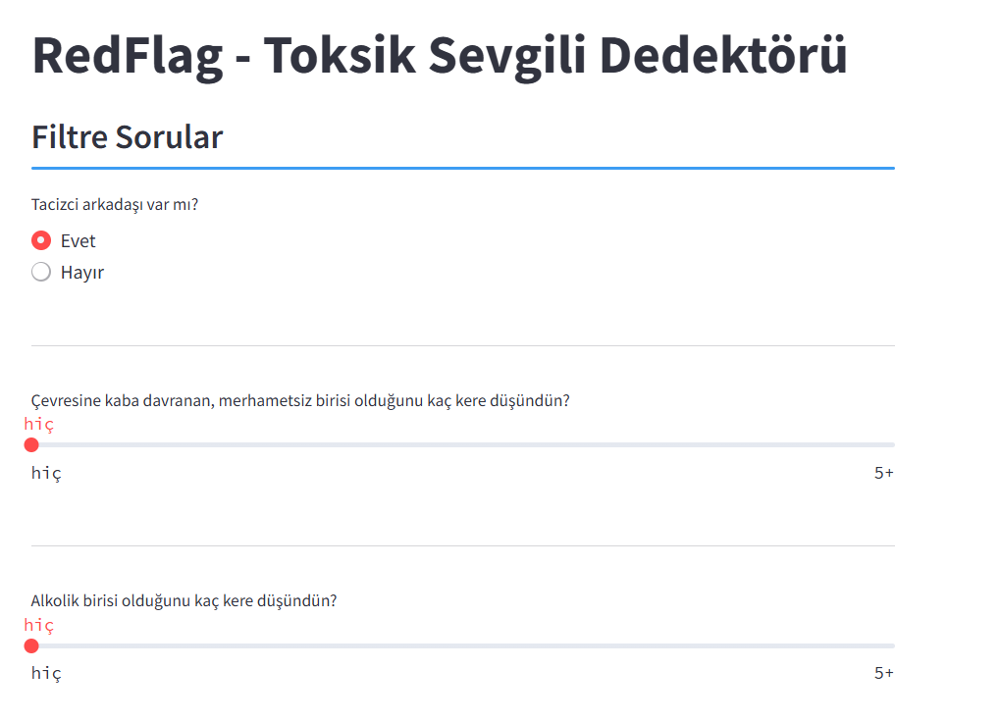 RedFlag - Toksik Sevgili Dedektörü
Filtre Sorular
Tacizci arkadaşı var mı?
Evet
Hayır
Çevresine kaba davranan, merhametsiz birisi olduğunu kaç kere düşündün?
hiç
hiç 5+
Alkolik birisi olduğunu kaç kere düşündün?
hiç
hiç 5+